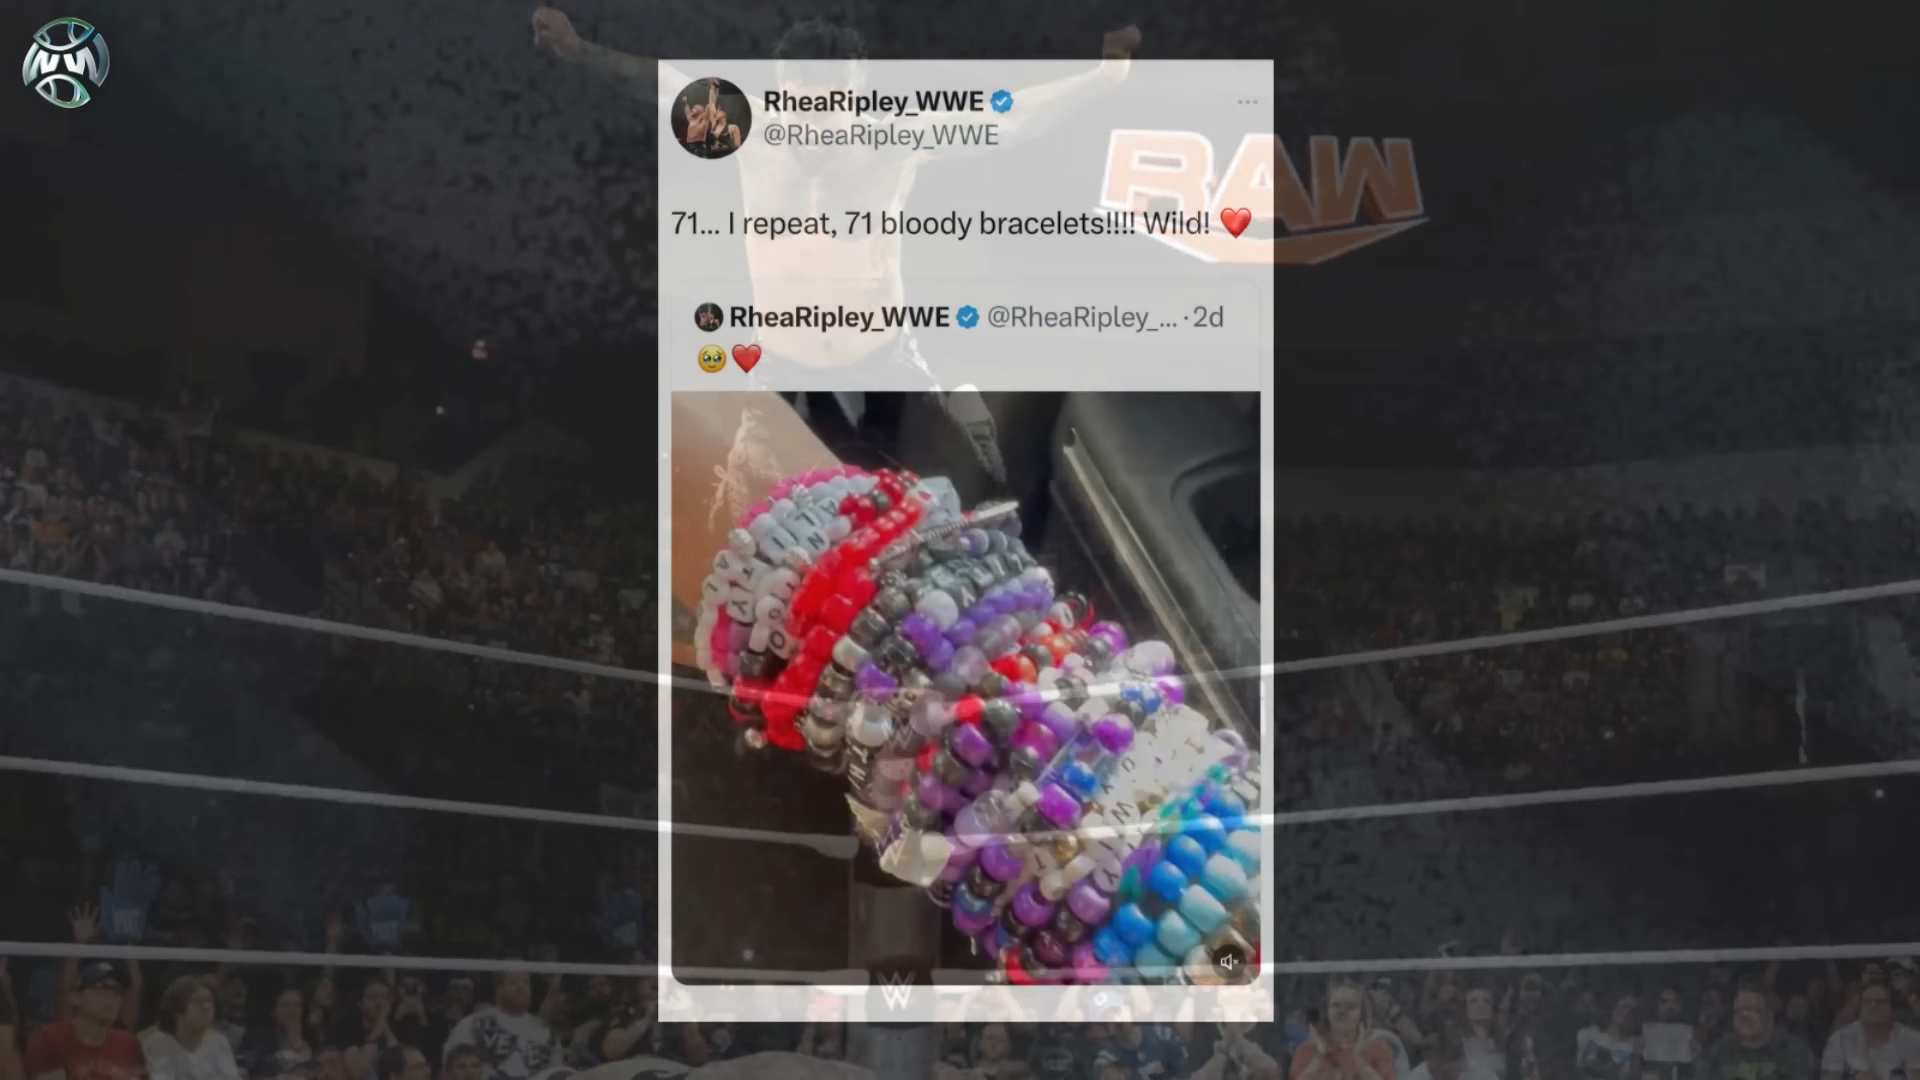 RheaRipley_WWE
@RheaRipley_WWE
RAW
71... I repeat, 71 bloody bracelets!!!! Wild! ❤️
RheaRipley_WWE @RheaRipley_... · 2d
🥹❤️